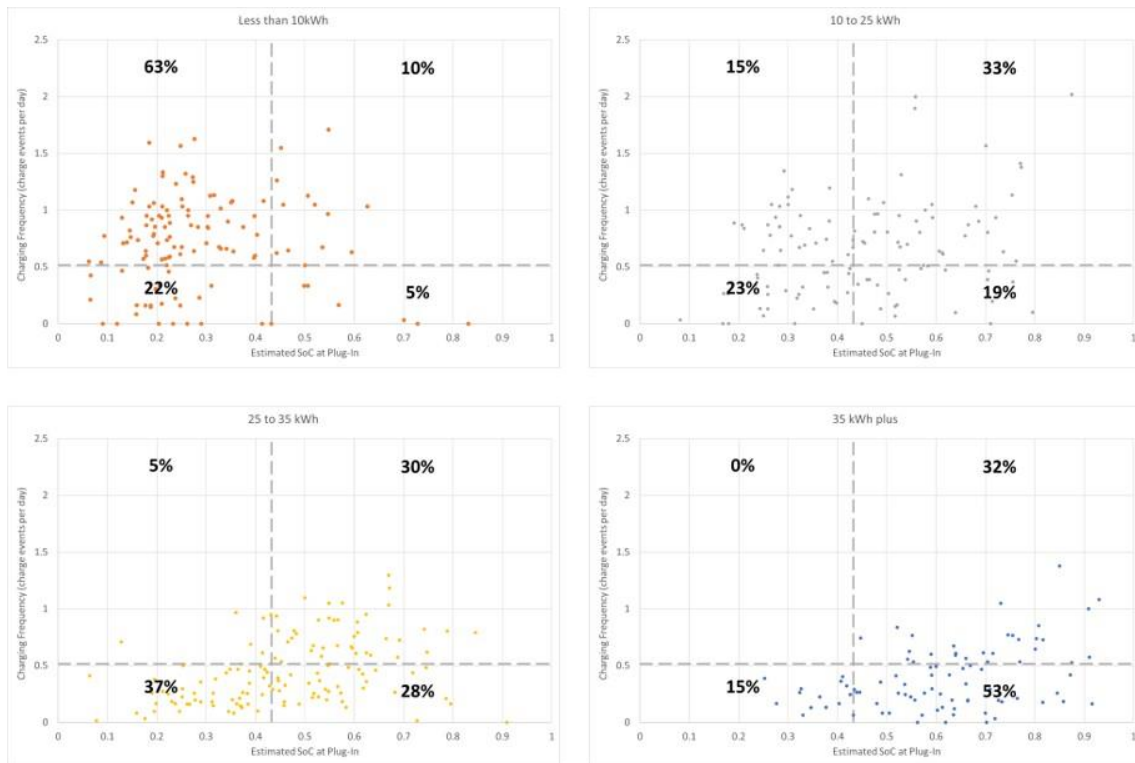 Less than 10kWh
Charging Frequency (charge events per day)
2.5
2
1.5
1
0.5
0
63%
10%
22%
5%
0 0.1 0.2 0.3 0.4 0.5 0.6 0.7 0.8 0.9 1
Estimated SoC at Plug-In
10 to 25 kWh
Charging Frequency (charge events per day)
2.5
2
1.5
1
0.5
0
15%
33%
23%
19%
0 0.1 0.2 0.3 0.4 0.5 0.6 0.7 0.8 0.9 1
Estimated SoC at Plug-In
25 to 35 kWh
Charging Frequency (charge events per day)
2.5
2
1.5
1
0.5
0
5%
30%
37%
28%
0 0.1 0.2 0.3 0.4 0.5 0.6 0.7 0.8 0.9 1
Estimated SoC at Plug-In
35 kWh plus
Charging Frequency (charge events per day)
2.5
2
1.5
1
0.5
0
0%
32%
15%
53%
0 0.1 0.2 0.3 0.4 0.5 0.6 0.7 0.8 0.9 1
Estimated SoC at Plug-In